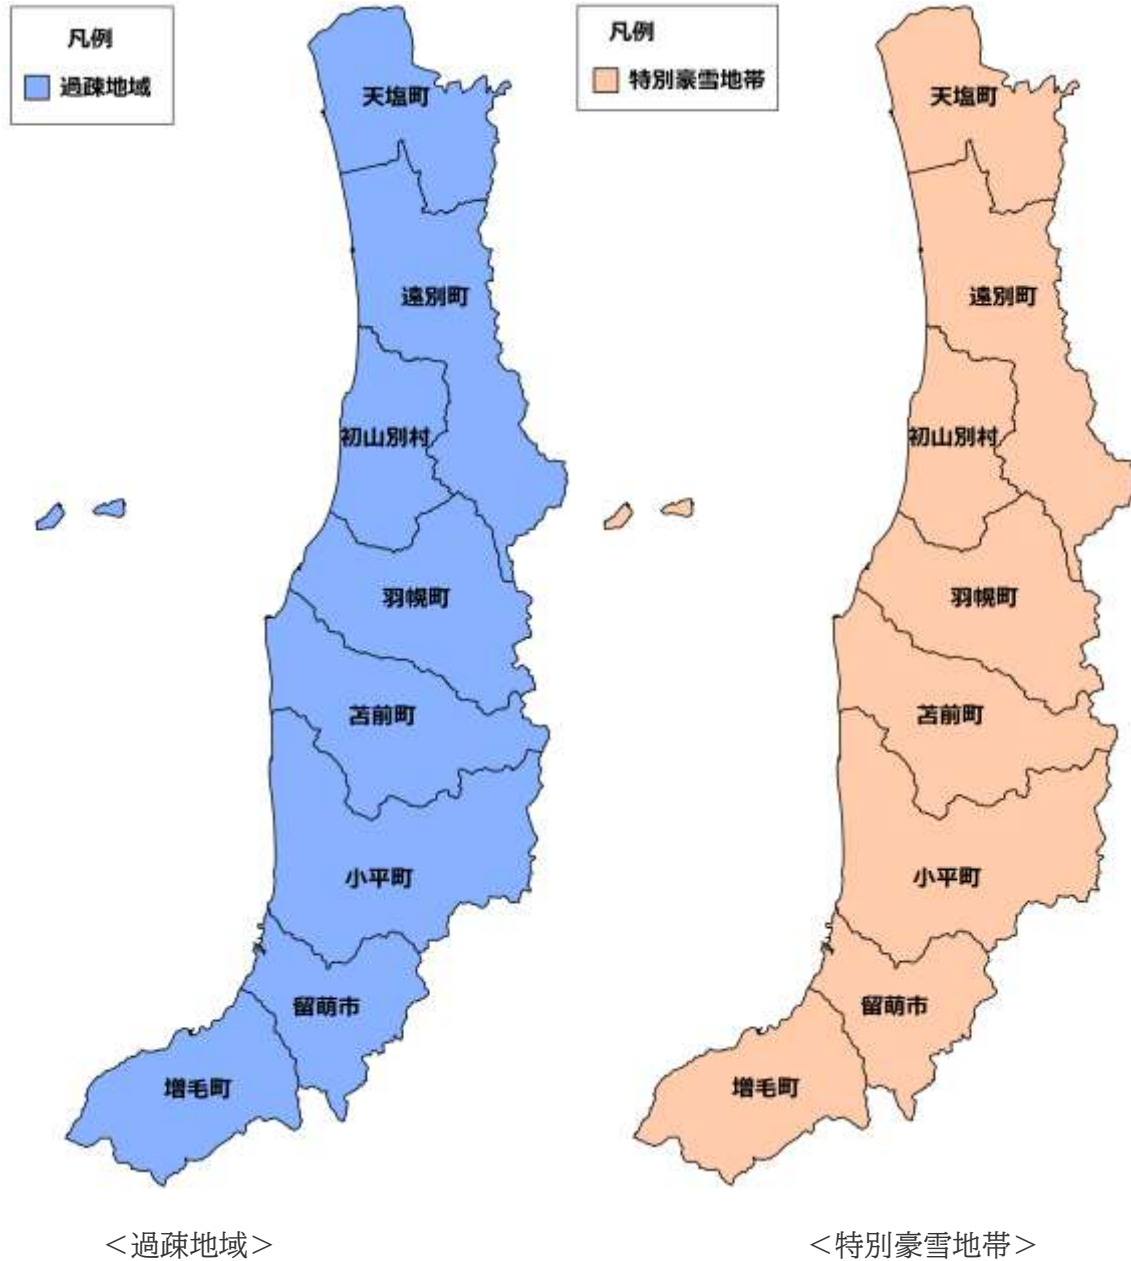 凡例
過疎地域
天塩町
遠別町
初山別村
羽幌町
苫前町
小平町
留萌市
増毛町
<過疎地域>
凡例
特別豪雪地帯
天塩町
遠別町
初山別村
羽幌町
苫前町
小平町
留萌市
増毛町
<特別豪雪地帯>